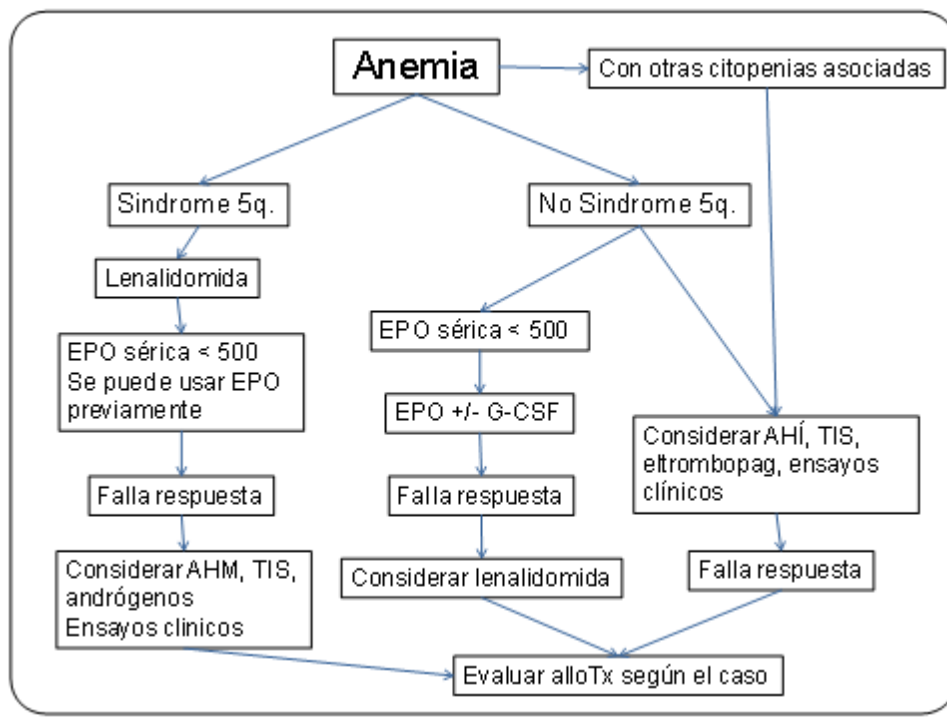 Anemia
Con otras citopenias asociadas
Sindrome 5q.
No Sindrome 5q.
Lenalidomida
EPO sérica < 500
EPO sérica < 500
Se puede usar EPO
previamente
EPO +/- G-CSF
Considerar AHÍ, TIS,
eltrombopag, ensayos
clínicos
Falla respuesta
Falla respuesta
Considerar AHM, TIS,
andrógenos
Ensayos clinicos
Considerar lenalidomida
Falla respuesta
Evaluar alloTx según el caso